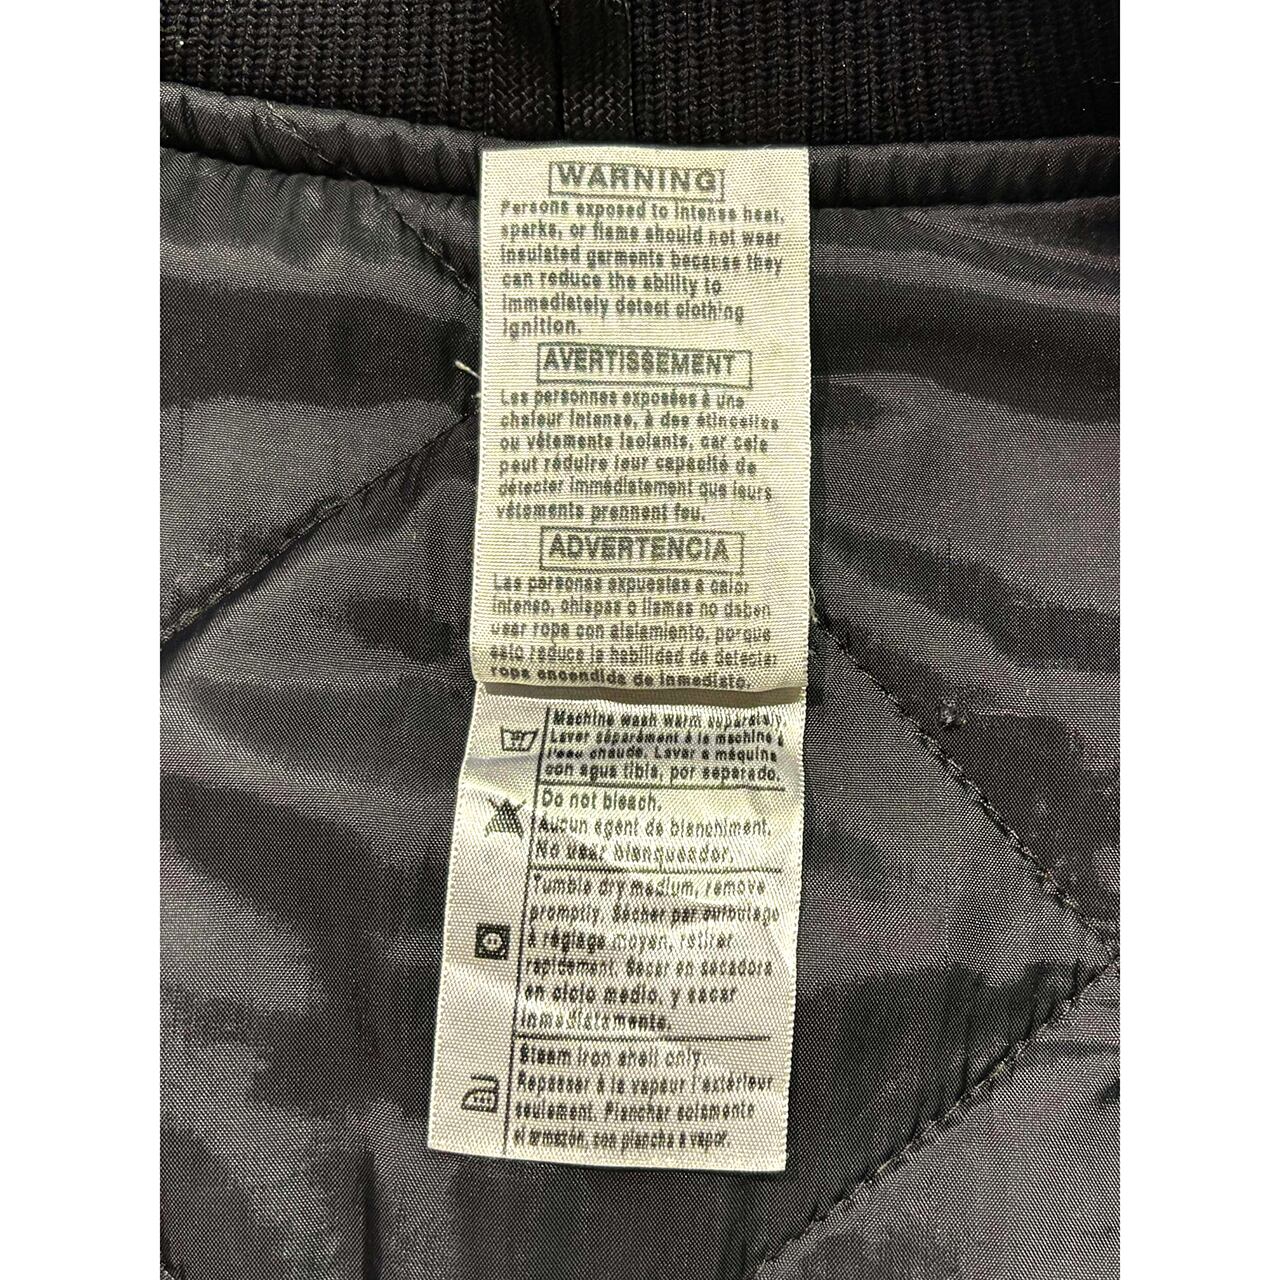 WARNING
Persons exposed to intense heat,
sparks, or flame should not wear
insulated garments because they
can reduce the ability to
immediately detect clothing
ignition.
AVERTISSEMENT
Les personnes exposées à une
chaleur intense, à des étincelles
ou vêtements isolants, car cela
peut réduire leur capacité de
détecter immédiatement que leurs
vêtements prennent feu.
ADVERTENCIA
Las personas expuestas a calor
intenso, chispas o llamas no deben
usar ropa con aislamiento, porque
esto reduce la habilidad de detectar
ropa encendida de inmediato.
Machine wash warm separately.
Laver séparément à la machine à
l'eau chaude. Lavar a máquina
con agua tibia, por separado.
Do not bleach.
Aucun agent de blanchiment.
No usar blanqueador.
Tumble dry medium, remove
promptly. Sécher par culbutage
à réglage moyen, retirer
rapidement. Secar en secadora
en ciclo medio, y sacar
inmediatamente.
Steam iron shell only.
Repasser à la vapeur l'extérieur
seulement. Planchar solamente
el armazón, con plancha a vapor.